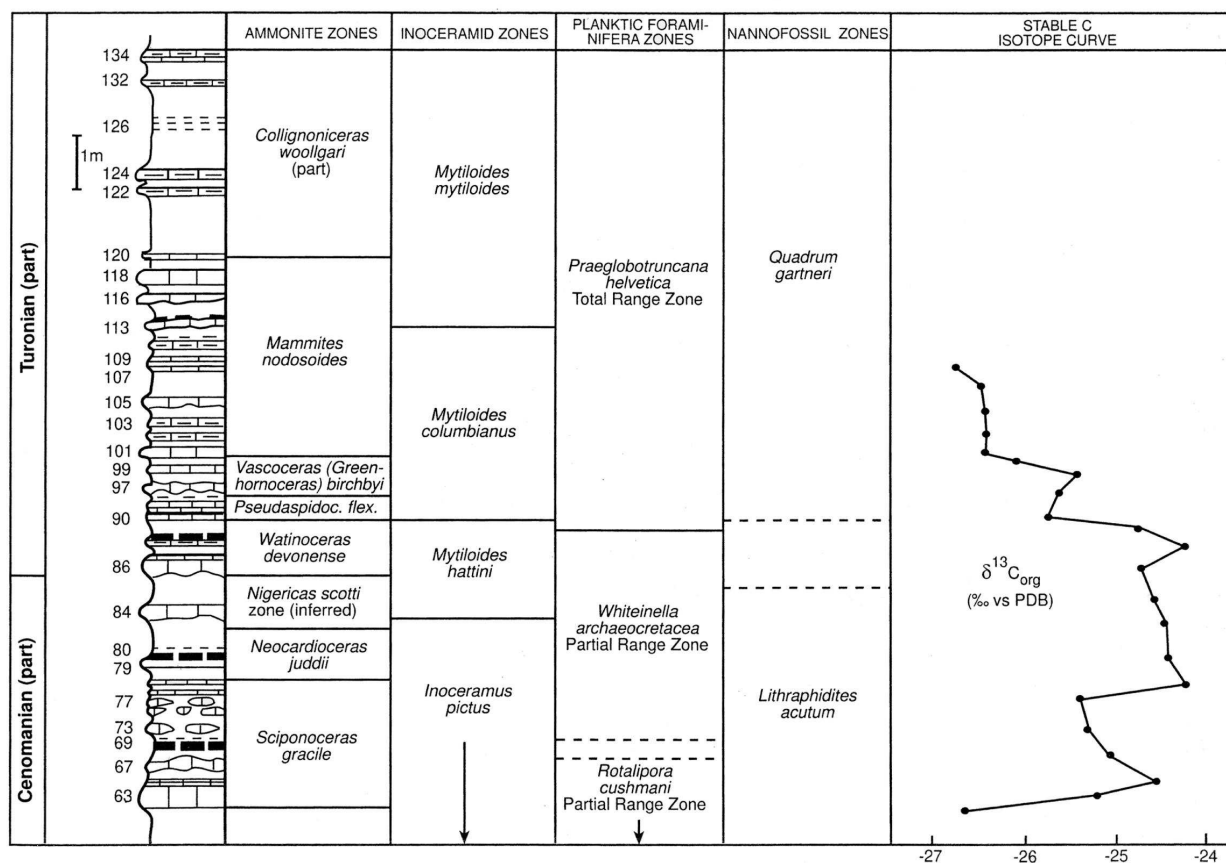 AMMONITE ZONES
INOCERAMID ZONES
PLANKTIC FORAMI-
NIFERA ZONES
NANNOFOSSIL ZONES
STABLE C
ISOTOPE CURVE
Turonian (part)
Cenomanian (part)
1m
134
132
126
124
122
120
118
116
113
109
107
105
103
101
99
97
90
86
84
80
79
77
73
69
67
63
Collignoniceras
woollgari
(part)
Mammites
nodosoides
Vascoceras (Green-
hornoceras) birchbyi
Pseudaspidoc. flex.
Watinoceras
devonense
Nigericas scotti
zone (inferred)
Neocardioceras
juddii
Sciponoceras
gracile
Mytiloides
mytiloides
Mytiloides
columbianus
Mytiloides
hattini
Inoceramus
pictus
Praeglobotruncana
helvetica
Total Range Zone
Whiteinella
archaeocretacea
Partial Range Zone
Rotalipora
cushmani
Partial Range Zone
Quadrum
gartneri
Lithraphidites
acutum
δ¹³C_org
(‰ vs PDB)
-27 -26 -25 -24